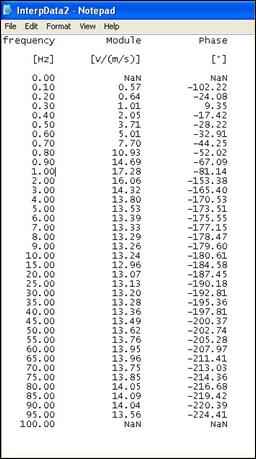 InterpData2 - Notepad
File Edit Format View Help
frequency Module Phase
[Hz] [V/(m/s)] [°]
0.00 NaN NaN
0.10 0.57 -102.22
0.20 0.64 -24.08
0.30 1.01 9.35
0.40 2.05 -17.42
0.50 3.71 -28.22
0.60 5.01 -32.91
0.70 7.70 -44.25
0.80 10.93 -52.02
0.90 14.69 -67.09
1.00 17.28 -81.14
2.00 16.06 -153.38
3.00 14.32 -165.40
4.00 13.80 -170.53
5.00 13.53 -173.51
6.00 13.39 -175.55
7.00 13.33 -177.15
8.00 13.29 -178.47
9.00 13.26 -179.60
10.00 13.24 -180.61
15.00 12.96 -184.58
20.00 13.07 -187.45
25.00 13.13 -190.18
30.00 13.20 -192.81
35.00 13.28 -195.36
40.00 13.36 -197.81
45.00 13.49 -200.37
50.00 13.62 -202.74
55.00 13.76 -205.28
60.00 13.95 -207.97
65.00 13.96 -211.41
70.00 13.75 -213.03
75.00 13.85 -214.36
80.00 14.05 -216.68
85.00 14.09 -219.42
90.00 14.04 -220.39
95.00 13.56 -224.41
100.00 NaN NaN